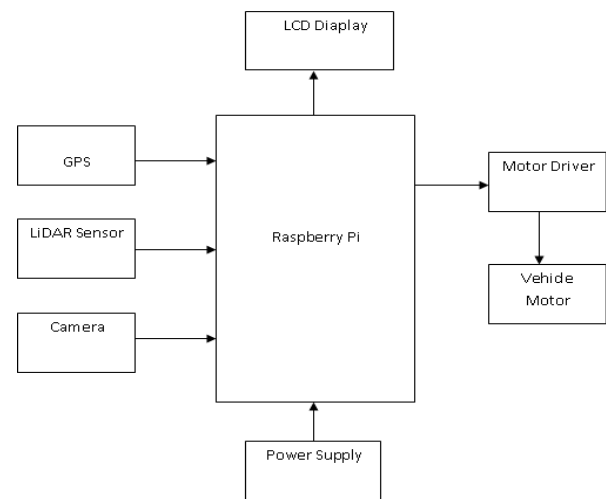 LCD Diaplay
GPS
LiDAR Sensor
Camera
Raspberry Pi
Motor Driver
Vehide
Motor
Power Supply